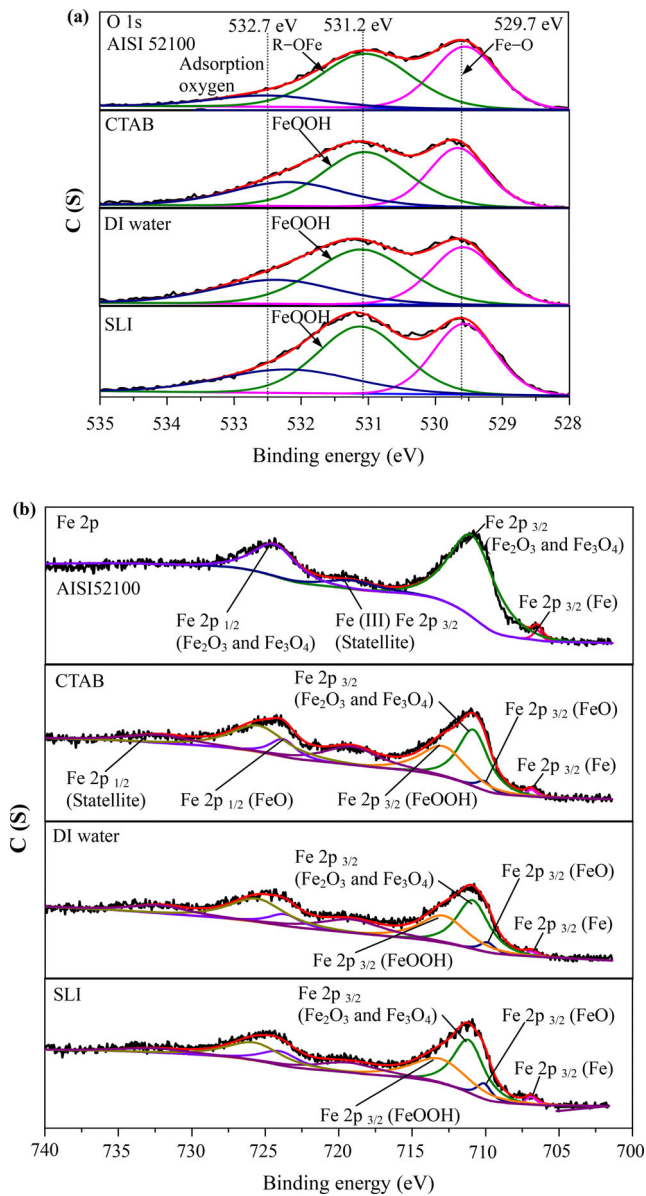 (a)
O 1s
532.7 eV
531.2 eV
529.7 eV
AISI 52100
R−OFe
Fe−O
Adsorption
oxygen
CTAB
FeOOH
C (S)
DI water
FeOOH
SLI
FeOOH
535 534 533 532 531 530 529 528
Binding energy (eV)
(b)
Fe 2p
Fe 2p 3/2
(Fe2O3 and Fe3O4)
AISI52100
Fe 2p 1/2
(Fe2O3 and Fe3O4)
Fe (III) Fe 2p 3/2
(Statellite)
Fe 2p 3/2 (Fe)
CTAB
Fe 2p 3/2
(Fe2O3 and Fe3O4)
Fe 2p 3/2 (FeO)
Fe 2p 3/2 (Fe)
Fe 2p 1/2
(Statellite)
Fe 2p 1/2 (FeO)
Fe 2p 3/2 (FeOOH)
C (S)
DI water
Fe 2p 3/2
(Fe2O3 and Fe3O4)
Fe 2p 3/2 (FeO)
Fe 2p 3/2 (Fe)
Fe 2p 3/2 (FeOOH)
SLI
Fe 2p 3/2
(Fe2O3 and Fe3O4)
Fe 2p 3/2 (FeO)
Fe 2p 3/2 (Fe)
Fe 2p 3/2 (FeOOH)
740 735 730 725 720 715 710 705 700
Binding energy (eV)